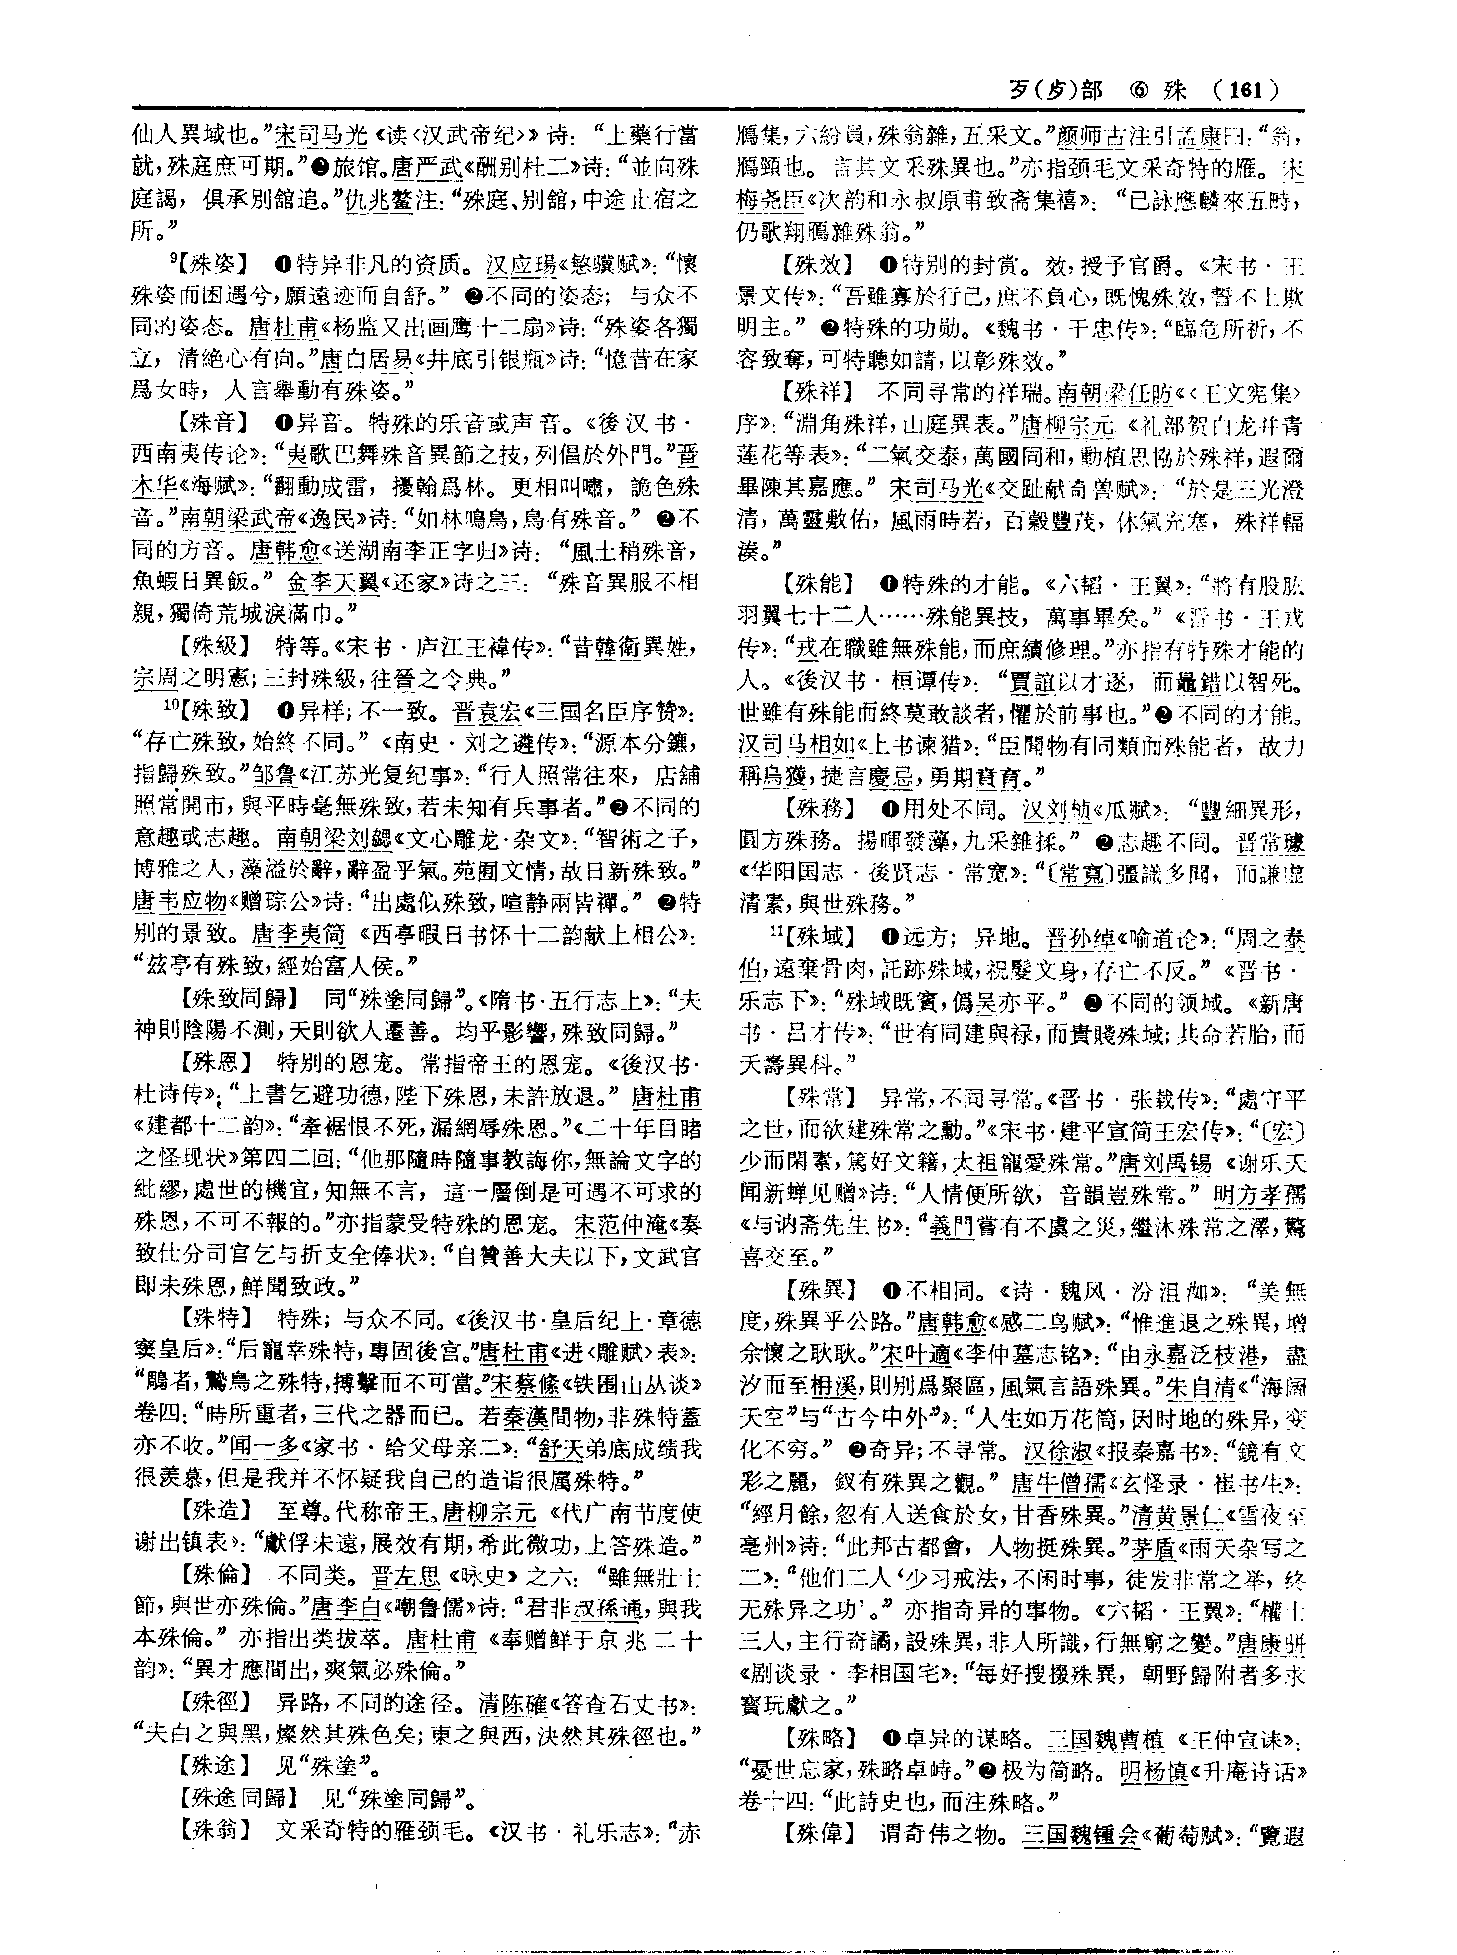 歹(歺)部　⑥　殊　(161)
仙人異域也。”宋司马光《读〈汉武帝纪〉》诗：“上藥行當
就，殊庭庶可期。”❷旅馆。唐严武《酬别杜二》诗：“並向殊
庭謁，俱承別館追。”仇兆鳌注：“殊庭、别館，中途止宿之
所。”
⁹【殊姿】　❶特异非凡的资质。汉应瑒《慜骥赋》：“懷
殊姿而困遇兮，願遠迹而自舒。”❷不同的姿态；与众不
同的姿态。唐杜甫《杨监又出画鹰十二扇》诗：“殊姿各獨
立，清絶心有向。”唐白居易《井底引银瓶》诗：“憶昔在家
爲女時，人言舉動有殊姿。”
【殊音】　❶异音。特殊的乐音或声音。《後汉书·
西南夷传论》：“夷歌巴舞殊音異節之技，列倡於外門。”晋
木华《海赋》：“翻動成雷，擾翰爲林。更相叫嘯，詭色殊
音。”南朝梁武帝《逸民》诗：“如林鳴鳥，鳥有殊音。”❷不
同的方音。唐韩愈《送湖南李正字归》诗：“風土稍殊音，
魚蝦日異飯。”金李天翼《还家》诗之三：“殊音異服不相
親，獨倚荒城淚滿巾。”
【殊級】　特等。《宋书·庐江王褘传》：“昔韓衛異姓，
宗周之明憲；三封殊級，往晉之令典。”
¹⁰【殊致】　❶异样；不一致。晋袁宏《三国名臣序赞》：
“存亡殊致，始終不同。”《南史·刘之遴传》：“源本分鑣，
指歸殊致。”邹鲁《江苏光复纪事》：“行人照常往來，店舖
照常開市，與平時毫無殊致，若未知有兵事者。”❷不同的
意趣或志趣。南朝梁刘勰《文心雕龙·杂文》：“智術之子，
博雅之人，藻溢於辭，辭盈乎氣。苑囿文情，故日新殊致。”
唐韦应物《赠琮公》诗：“出處似殊致，喧静兩皆禪。”❷特
别的景致。唐李夷简《西亭暇日书怀十二韵献上相公》：
“兹亭有殊致，經始富人侯。”
【殊致同歸】　同“殊塗同歸”。《隋书·五行志上》：“夫
神則陰陽不測，天則欲人遷善。均乎影響，殊致同歸。”
【殊恩】　特别的恩宠。常指帝王的恩宠。《後汉书·
杜诗传》：“上書乞避功德，陛下殊恩，未許放退。”唐杜甫
《建都十二韵》：“牽裾恨不死，漏網辱殊恩。”《二十年目睹
之怪现状》第四二回：“他那隨時隨事教誨你，無論文字的
紕繆，處世的機宜，知無不言，這一層倒是可遇不可求的
殊恩，不可不報的。”亦指蒙受特殊的恩宠。宋范仲淹《奏
致仕分司官乞与折支全俸状》：“自贊善大夫以下，文武官
即未殊恩，鮮聞致政。”
【殊特】　特殊；与众不同。《後汉书·皇后纪上·章德
窦皇后》：“后寵幸殊特，專固後宫。”唐杜甫《进〈雕赋〉表》：
“鵰者，鷙鳥之殊特，搏擊而不可當。”宋蔡絛《铁围山丛谈》
卷四：“時所重者，三代之器而已。若秦漢間物，非殊特蓋
亦不收。”闻一多《家书·给父母亲二》：“舒天弟底成绩我
很羡慕，但是我并不怀疑我自己的造诣很属殊特。”
【殊造】　至尊。代称帝王。唐柳宗元《代广南节度使
谢出镇表》：“獻俘未遠，展效有期，希此微功，上答殊造。”
【殊倫】　不同类。晋左思《咏史》之六：“雖無壯士
節，與世亦殊倫。”唐李白《嘲鲁儒》诗：“君非叔孫通，與我
本殊倫。”亦指出类拔萃。唐杜甫《奉赠鲜于京兆二十
韵》：“異才應間出，爽氣必殊倫。”
【殊徑】　异路，不同的途径。清陈確《答查石丈书》：
“夫白之與黑，燦然其殊色矣；東之與西，決然其殊徑也。”
【殊途】　见“殊塗”。
【殊途同歸】　见“殊塗同歸”。
【殊翁】　文采奇特的雁颈毛。《汉书·礼乐志》：“赤
鴈集，六紛員，殊翁雜，五采文。”颜师古注引孟康曰：“翁，
鴈頸也。言其文采殊異也。”亦指颈毛文采奇特的雁。宋
梅尧臣《次韵和永叔原甫致斋集禧》：“已詠應麟來五畤，
仍歌翔鴈雜殊翁。”
【殊效】　❶特别的封赏。效，授予官爵。《宋书·王
景文传》：“吾雖寡於行己，庶不負心，既愧殊效，誓不上欺
明主。”❷特殊的功勋。《魏书·于忠传》：“臨危所祈，不
容致奪，可特聽如請，以彰殊效。”
【殊祥】　不同寻常的祥瑞。南朝梁任昉《〈王文宪集〉
序》：“淵角殊祥，山庭異表。”唐柳宗元《礼部贺白龙并青
莲花等表》：“二氣交泰，萬國同和，動植思協於殊祥，遐爾
畢陳其嘉應。”宋司马光《交趾献奇兽赋》：“於是三光澄
清，萬靈敷佑，風雨時若，百穀豐茂，休氣充塞，殊祥輻
湊。”
【殊能】　❶特殊的才能。《六韬·王翼》：“將有股肱
羽翼七十二人……殊能異技，萬事畢矣。”《晋书·王戎
传》：“戎在職雖無殊能，而庶績修理。”亦指有特殊才能的
人。《後汉书·桓谭传》：“賈誼以才逐，而鼂錯以智死。
世雖有殊能而終莫敢談者，懼於前事也。”❷不同的才能。
汉司马相如《上书谏猎》：“臣聞物有同類而殊能者，故力
稱烏獲，捷言慶忌，勇期賁育。”
【殊務】　❶用处不同。汉刘桢《瓜赋》：“豐細異形，
圓方殊務。揚暉發藻，九采雜揉。”❷志趣不同。晋常璩
《华阳国志·後贤志·常宽》：“〔常寬〕彊識多聞，而謙虚
清素，與世殊務。”
¹¹【殊域】　❶远方；异地。晋孙绰《喻道论》：“周之泰
伯，遠棄骨肉，託跡殊域，祝髮文身，存亡不反。”《晋书·
乐志下》：“殊域既賓，僞吴亦平。”❷不同的领域。《新唐
书·吕才传》：“世有同建與禄，而貴賤殊域；共命若胎，而
夭壽異科。”
【殊常】　异常，不同寻常。《晋书·张载传》：“處守平
之世，而欲建殊常之勳。”《宋书·建平宣简王宏传》：“〔宏〕
少而閑素，篤好文籍，太祖寵愛殊常。”唐刘禹锡《谢乐天
闻新蝉见赠》诗：“人情便所欲，音韻豈殊常。”明方孝孺
《与讷斋先生书》：“義門嘗有不虞之災，繼沐殊常之澤，驚
喜交至。”
【殊異】　❶不相同。《诗·魏风·汾沮洳》：“美無
度，殊異乎公路。”唐韩愈《感二鸟赋》：“惟進退之殊異，增
余懷之耿耿。”宋叶適《李仲墓志铭》：“由永嘉泛枝港，盡
汐而至枏溪，則别爲聚區，風氣言語殊異。”朱自清《“海阔
天空”与“古今中外”》：“人生如万花筒，因时地的殊异，变
化不穷。”❷奇异；不寻常。汉徐淑《报秦嘉书》：“鏡有文
彩之麗，釵有殊異之觀。”唐牛僧孺《玄怪录·崔书生》：
“經月餘，忽有人送食於女，甘香殊異。”清黄景仁《雪夜至
亳州》诗：“此邦古都會，人物挺殊異。”茅盾《雨天杂写之
二》：“他们二人‘少习戒法，不闲时事，徒发非常之举，终
无殊异之功’。”亦指奇异的事物。《六韬·王翼》：“權士
三人，主行奇譎，設殊異，非人所識，行無窮之變。”唐康骈
《剧谈录·李相国宅》：“每好搜掇殊異，朝野歸附者多求
寶玩獻之。”
【殊略】　❶卓异的谋略。三国魏曹植《王仲宣诔》：
“憂世忘家，殊略卓峙。”❷极为简略。明杨慎《升庵诗话》
卷十四：“此詩史也，而注殊略。”
【殊偉】　谓奇伟之物。三国魏锺会《葡萄赋》：“覽遐